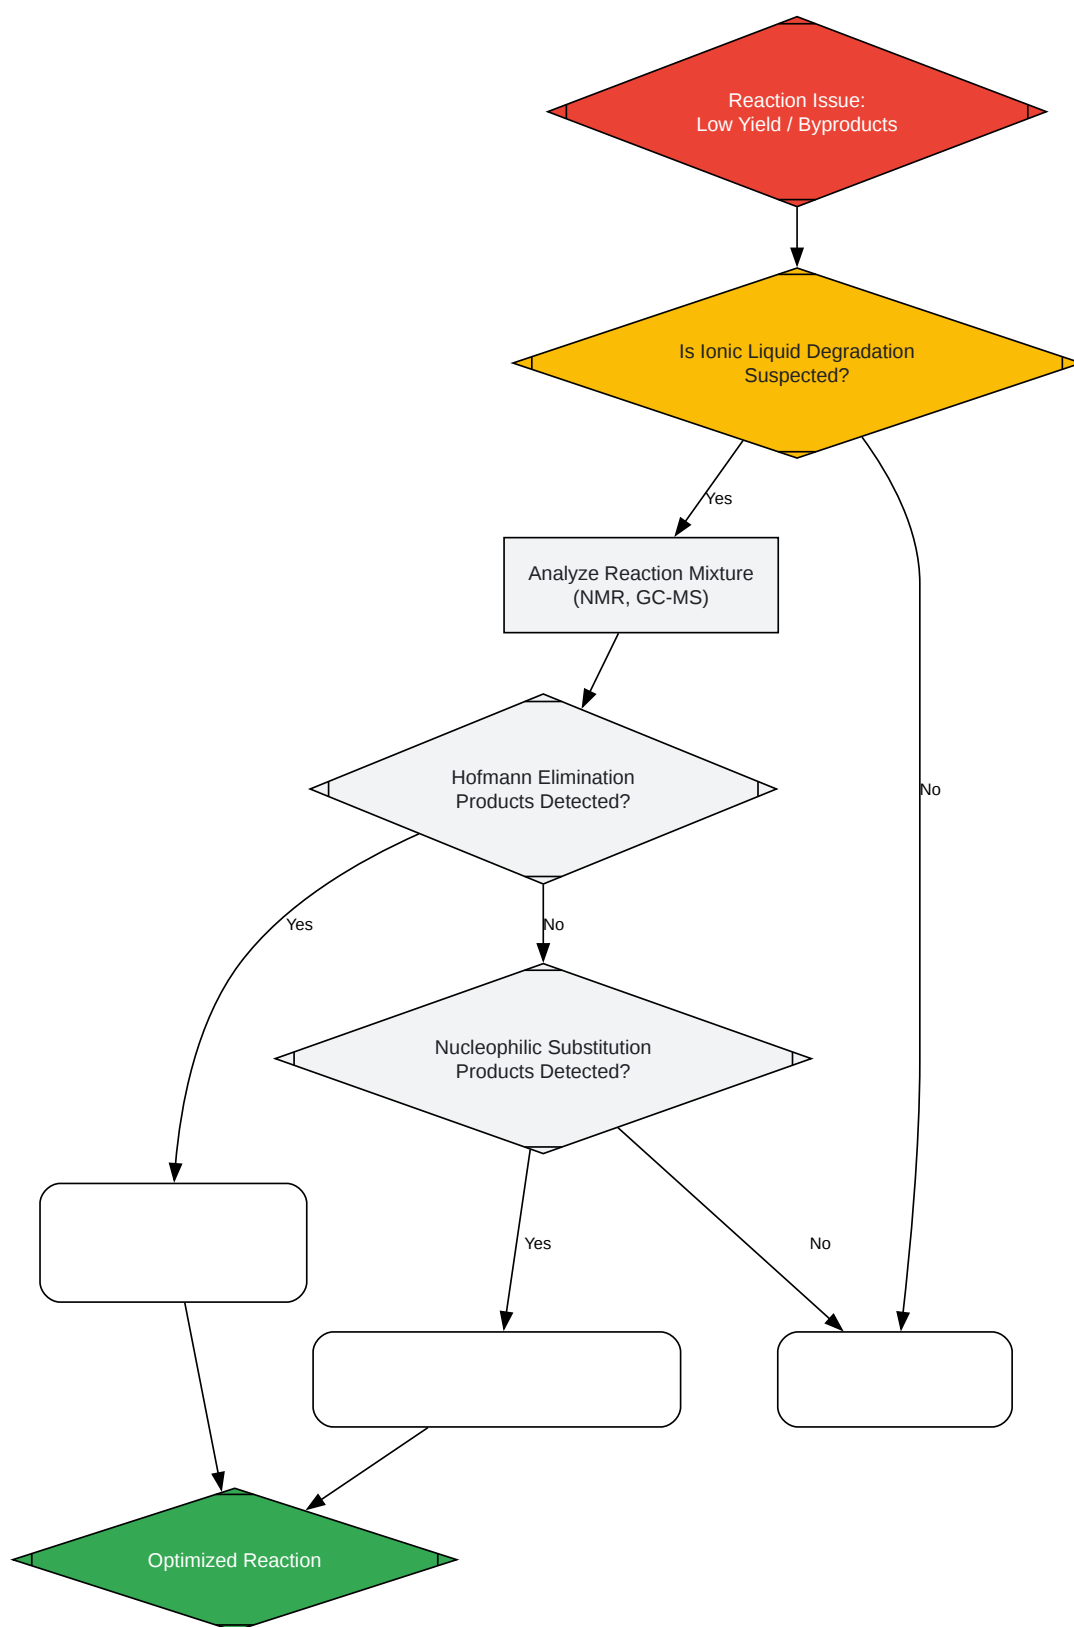 Reaction Issue:
Low Yield / Byproducts
Is Ionic Liquid Degradation
Suspected?
Yes
Analyze Reaction Mixture
(NMR, GC-MS)
No
Hofmann Elimination
Products Detected?
Yes
No
Nucleophilic Substitution
Products Detected?
Yes
No
Optimized Reaction